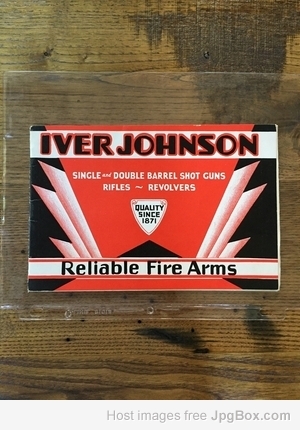 IVER JOHNSON
SINGLE and DOUBLE BARREL SHOT GUNS
RIFLES ~ REVOLVERS
QUALITY
SINCE
1871
Reliable Fire Arms
Host images free JpgBox.com